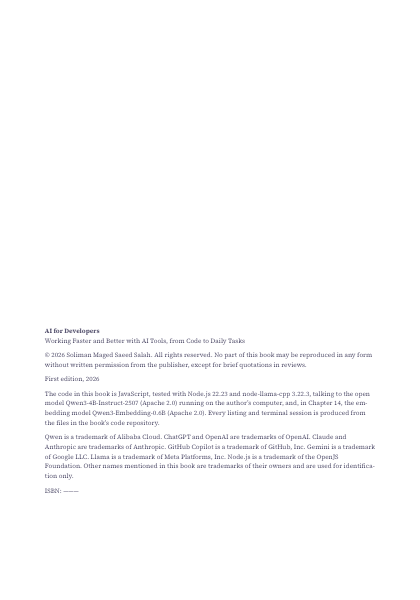 AI for Developers
Working Faster and Better with AI Tools, from Code to Daily Tasks
© 2026 Soliman Maged Saeed Salah. All rights reserved. No part of this book may be reproduced in any form
without written permission from the publisher, except for brief quotations in reviews.
First edition, 2026
The code in this book is JavaScript, tested with Node.js 22.23 and node-llama-cpp 3.22.3, talking to the open
model Qwen3-4B-Instruct-2507 (Apache 2.0) running on the author's computer, and, in Chapter 14, the em-
bedding model Qwen3-Embedding-0.6B (Apache 2.0). Every listing and terminal session is produced from
the files in the book's code repository.
Qwen is a trademark of Alibaba Cloud. ChatGPT and OpenAI are trademarks of OpenAI. Claude and
Anthropic are trademarks of Anthropic. GitHub Copilot is a trademark of GitHub, Inc. Gemini is a trademark
of Google LLC. Llama is a trademark of Meta Platforms, Inc. Node.js is a trademark of the OpenJS
Foundation. Other names mentioned in this book are trademarks of their owners and are used for identifica-
tion only.
ISBN: ———